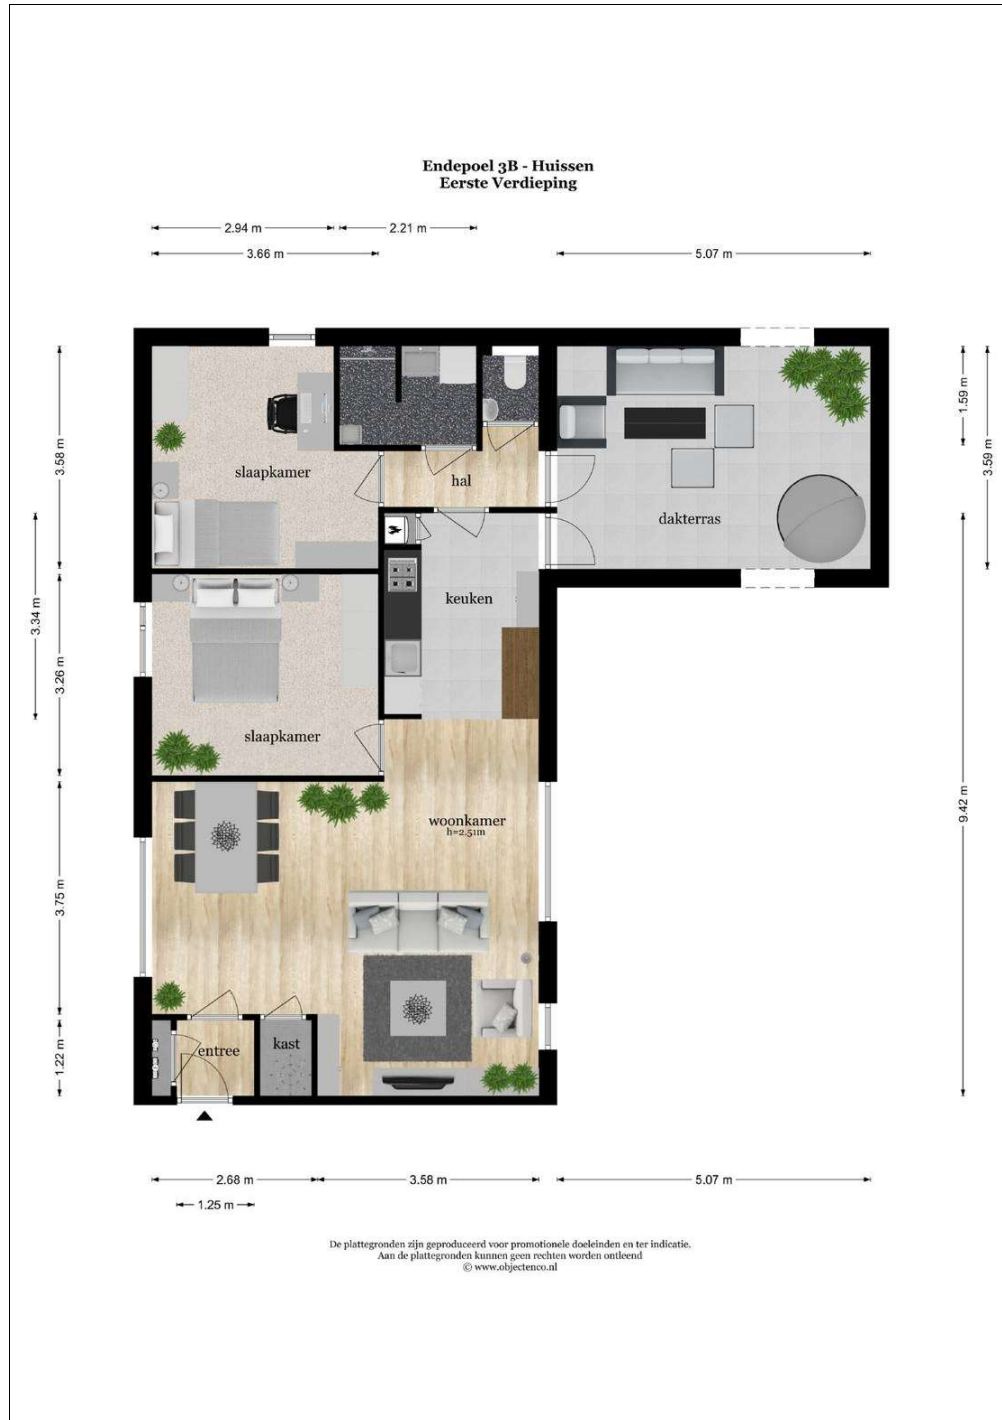 Endepoel 3B - Huissen
Eerste Verdieping
2.94 m
2.21 m
3.66 m
5.07 m
3.58 m
3.34 m
3.26 m
3.75 m
1.22 m
1.59 m
3.59 m
9.42 m
slaapkamer
hal
dakterras
keuken
slaapkamer
woonkamer
h=2.51m
entree
kast
2.68 m
3.58 m
5.07 m
1.25 m
De plattegronden zijn geproduceerd voor promotionele doeleinden en ter indicatie.
Aan de plattegronden kunnen geen rechten worden ontleend
© www.objectenco.nl